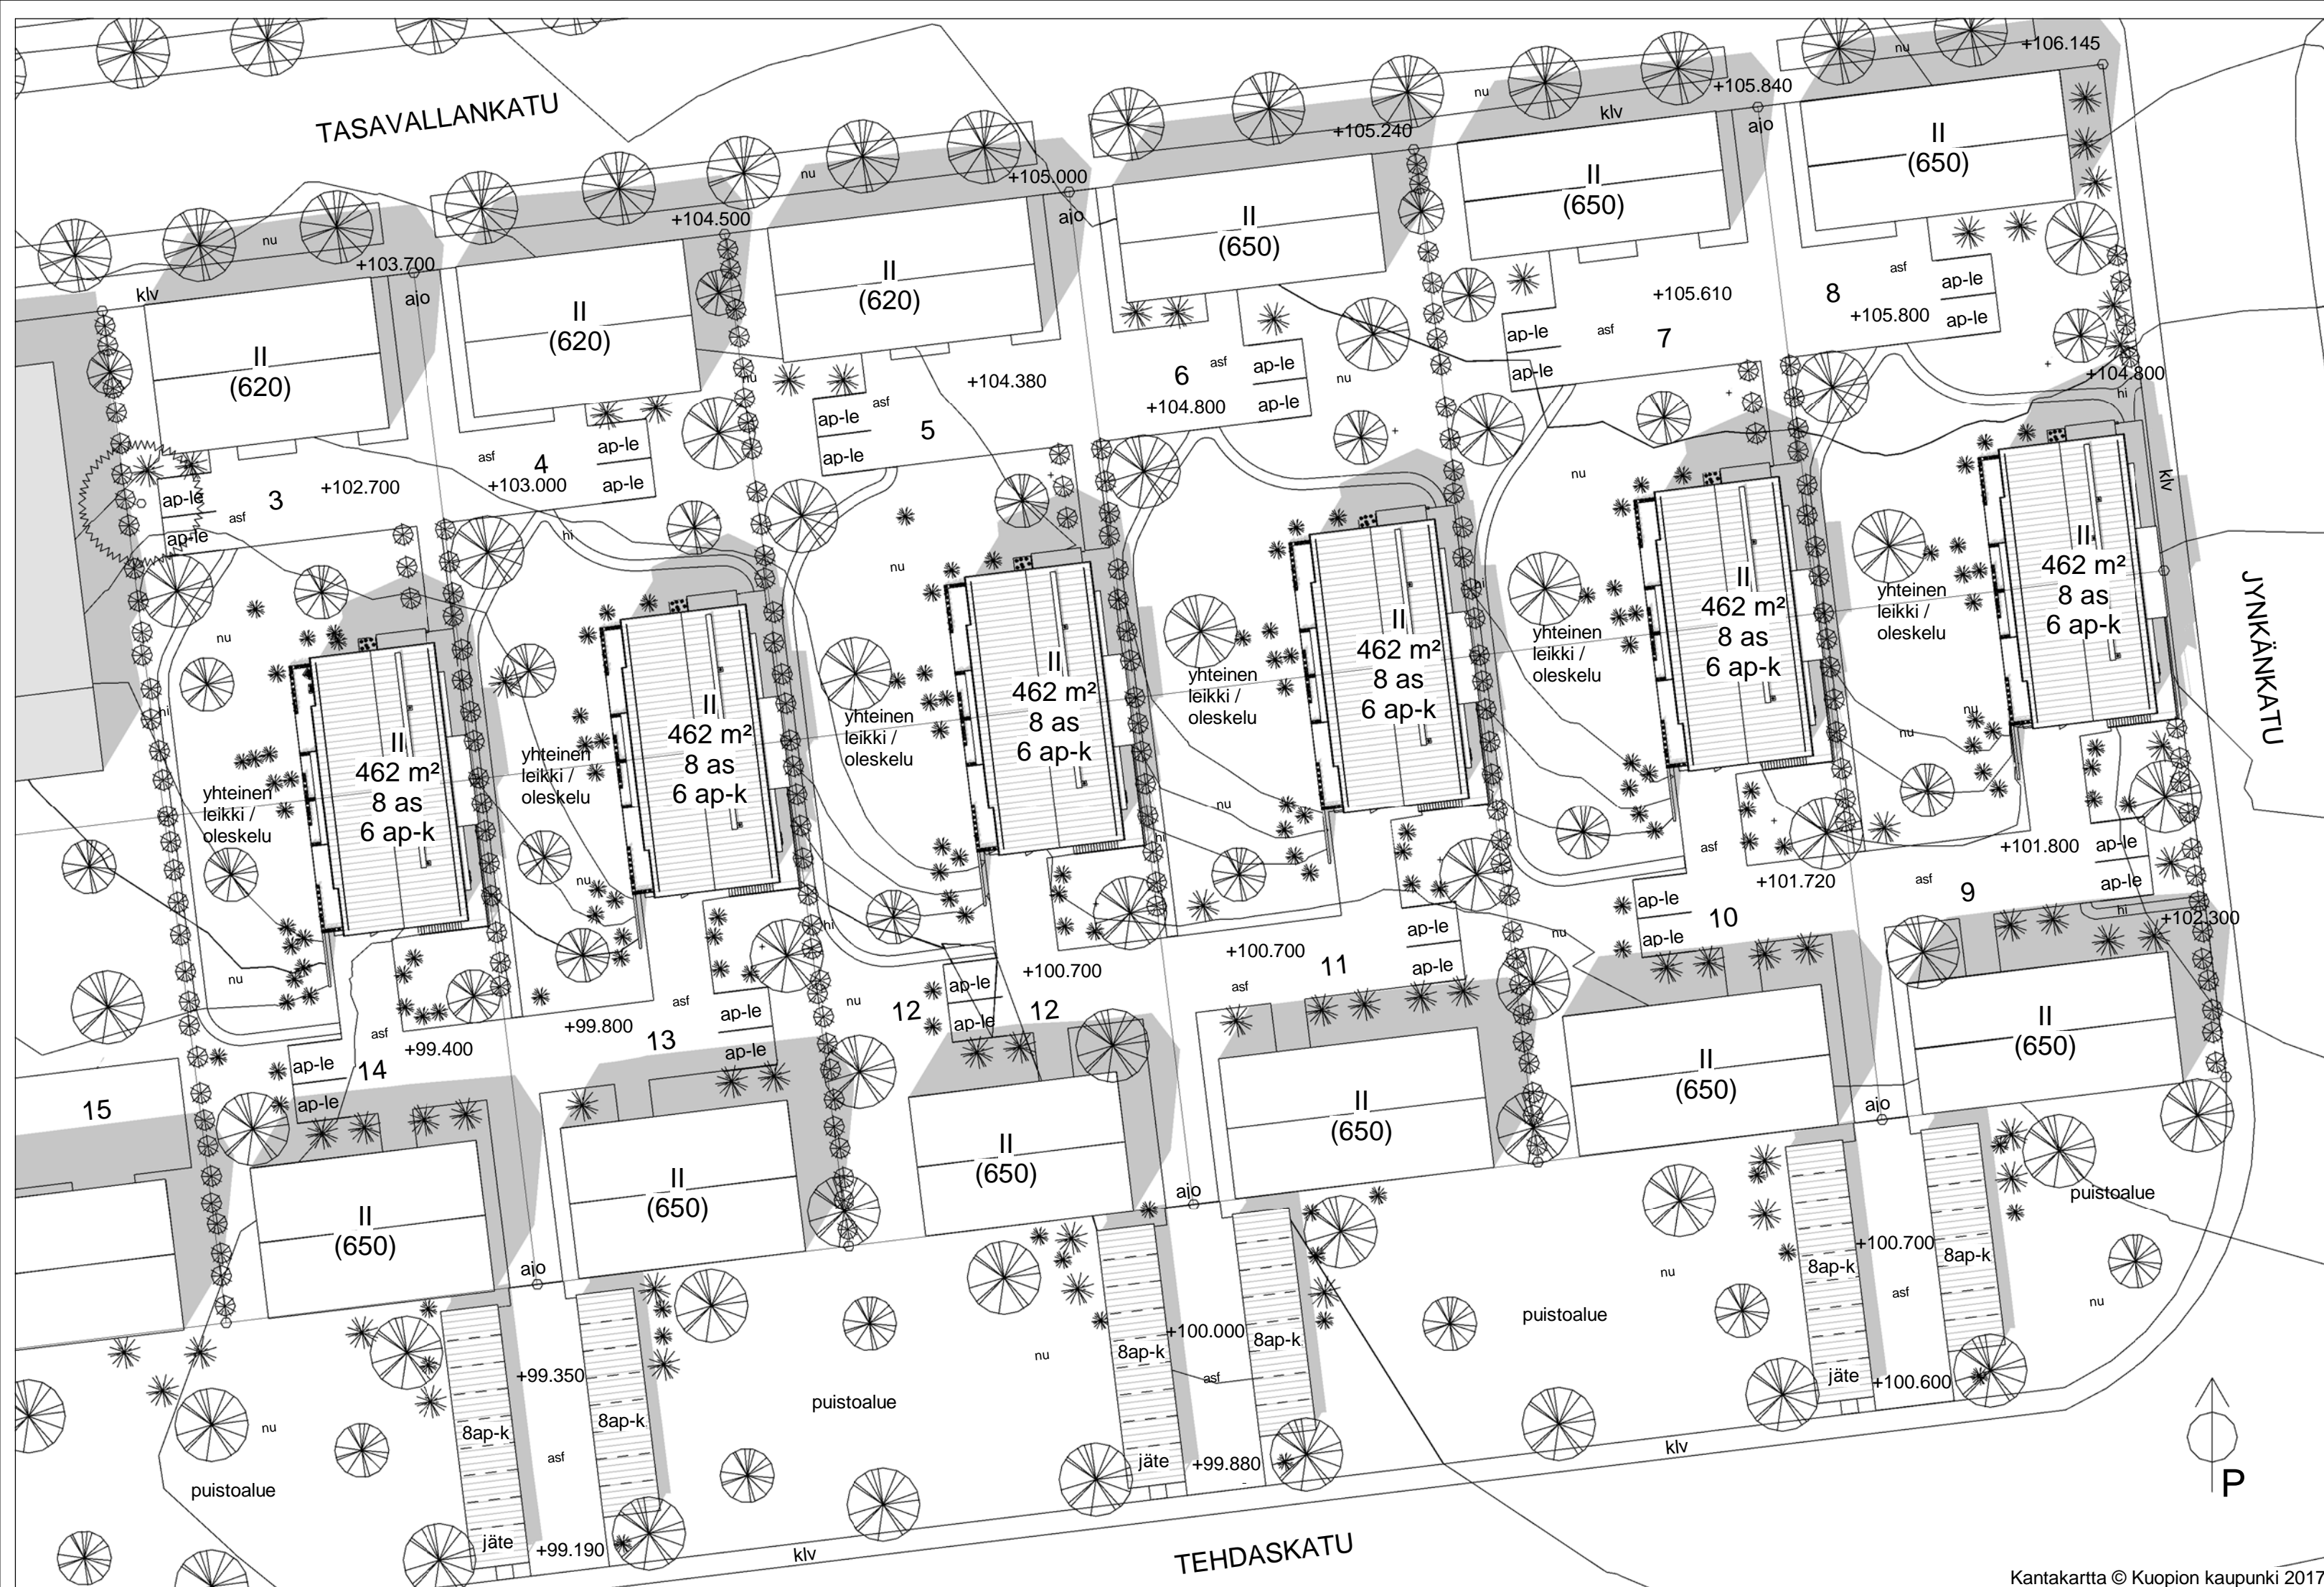 TASAVALLANKATU
nu
+106.145
+105.840
nu
klv
ajo
+105.240
II
(650)
II
(650)
nu
+105.000
ajo
II
(650)
+104.500
nu
+103.700
klv
ajo
II
(620)
II
(620)
II
(620)
asf
8
ap-le
+105.800
ap-le
+105.610
ap-le
asf
7
ap-le
+104.800
hi
6
asf
ap-le
nu
+104.800
ap-le
nu
+104.380
ap-le
asf
5
ap-le
asf
4
ap-le
+103.000
ap-le
ap-le
3
+102.700
asf
ap-le
hi
nu
nu
nu
klv
JYNKÄNKATU
II
462 m²
8 as
6 ap-k
yhteinen
leikki /
oleskelu
II
462 m²
8 as
6 ap-k
yhteinen
leikki /
oleskelu
hi
II
462 m²
8 as
6 ap-k
yhteinen
leikki /
oleskelu
II
462 m²
8 as
6 ap-k
yhteinen
leikki /
oleskelu
II
462 m²
8 as
6 ap-k
yhteinen
leikki /
oleskelu
II
462 m²
8 as
6 ap-k
yhteinen
leikki /
oleskelu
hi
nu
nu
nu
hi
nu
hi
nu
nu
nu
asf
+101.800
ap-le
+101.720
asf
9
ap-le
hi
+102.300
ap-le
10
ap-le
+100.700
11
ap-le
ap-le
asf
+100.700
12
ap-le
12
ap-le
asf
+99.800
13
ap-le
ap-le
asf
+99.400
ap-le
14
ap-le
15
II
(650)
II
(650)
II
(650)
II
(650)
II
(650)
II
(650)
ajo
ajo
ajo
puistoalue
+100.700
8ap-k
8ap-k
asf
nu
nu
puistoalue
jäte
+100.600
+100.000
8ap-k
8ap-k
asf
nu
puistoalue
jäte
+99.880
+99.350
8ap-k
8ap-k
asf
nu
puistoalue
jäte
+99.190
klv
klv
TEHDASKATU
P
Kantakartta © Kuopion kaupunki 2017